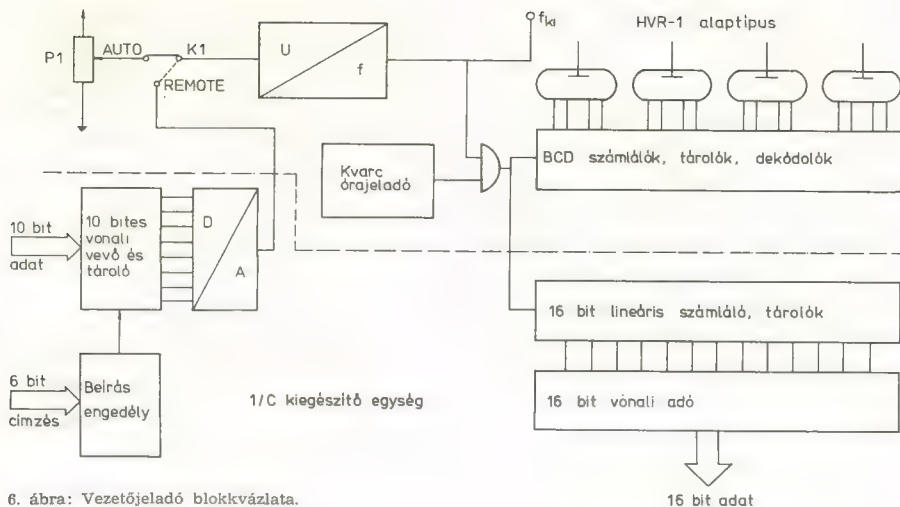 P1
AUTO
K1
REMOTE
U
f
fki
HVR-1 alaptípus
Kvarc
órajeladó
BCD számlálók, tárolók, dekódolók
10 bit
adat
10 bites
vonali
vevő és
tároló
D
A
6 bit
címzés
Beírás
engedély
1/C kiegészítő egység
16 bit lineáris számláló, tárolók
16 bit vonali adó
16 bit adat
6. ábra: Vezetőjeladó blokkvázlata.